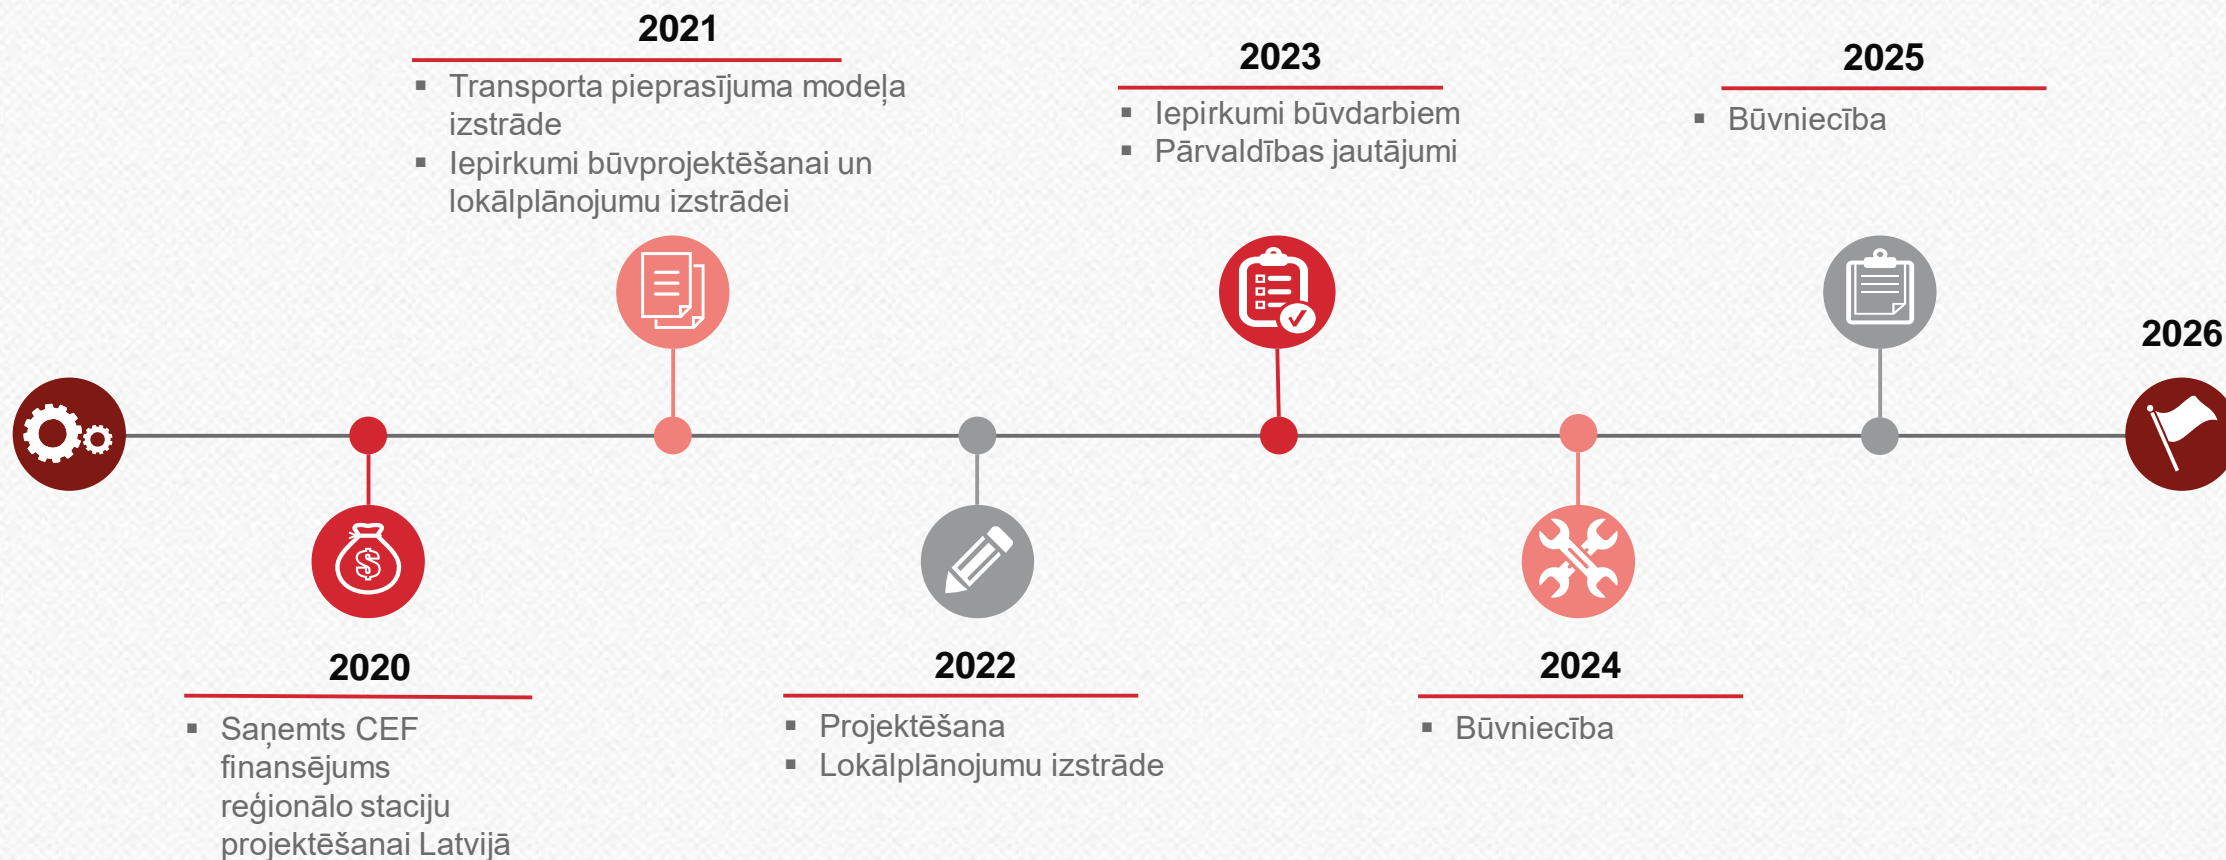 2021
▪ Transporta pieprasījuma modeļa
izstrāde
▪ Iepirkumi būvprojektēšanai un
lokālplānojumu izstrādei
2023
▪ Iepirkumi būvdarbiem
▪ Pārvaldības jautājumi
2025
▪ Būvniecība
2026
$
2020
▪ Saņemts CEF
finansējums
reģionālo staciju
projektēšanai Latvijā
2022
▪ Projektēšana
▪ Lokālplānojumu izstrāde
2024
▪ Būvniecība